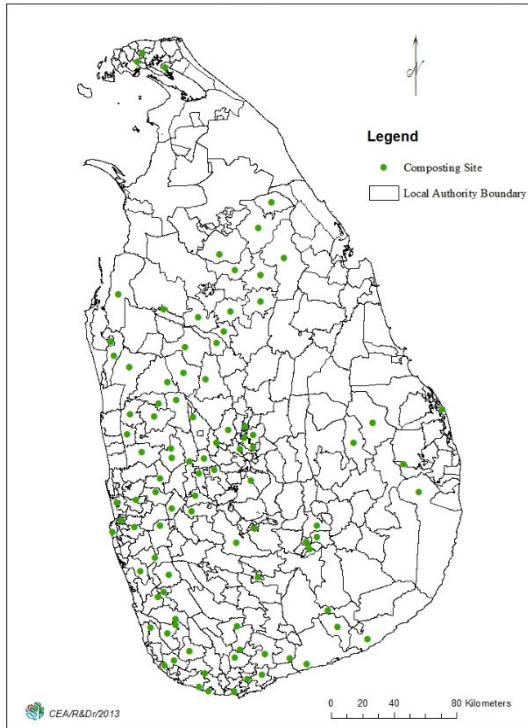 N
Legend
Composting Site
Local Authority Boundary
CEA/R&Dr/2013
0 20 40 80 Kilometers